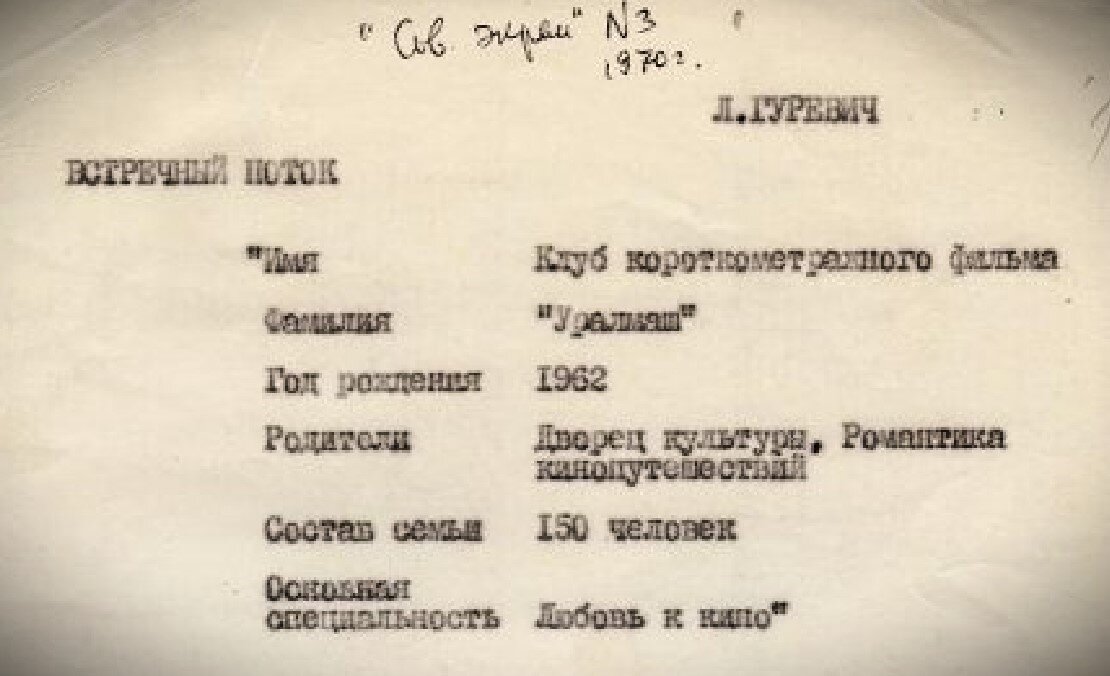 "Сов. экран" N3
1970г.
Л.ГУРЕВИЧ
ВСТРЕЧНЫЙ ПОТОК
"Имя Клуб короткометражного фильма
Фамилия "Уралмаш"
Год рождения 1962
Родители Дворец культуры. Романтика
кинопутешествий
Состав семьи 150 человек
Основная
специальность Любовь к кино"